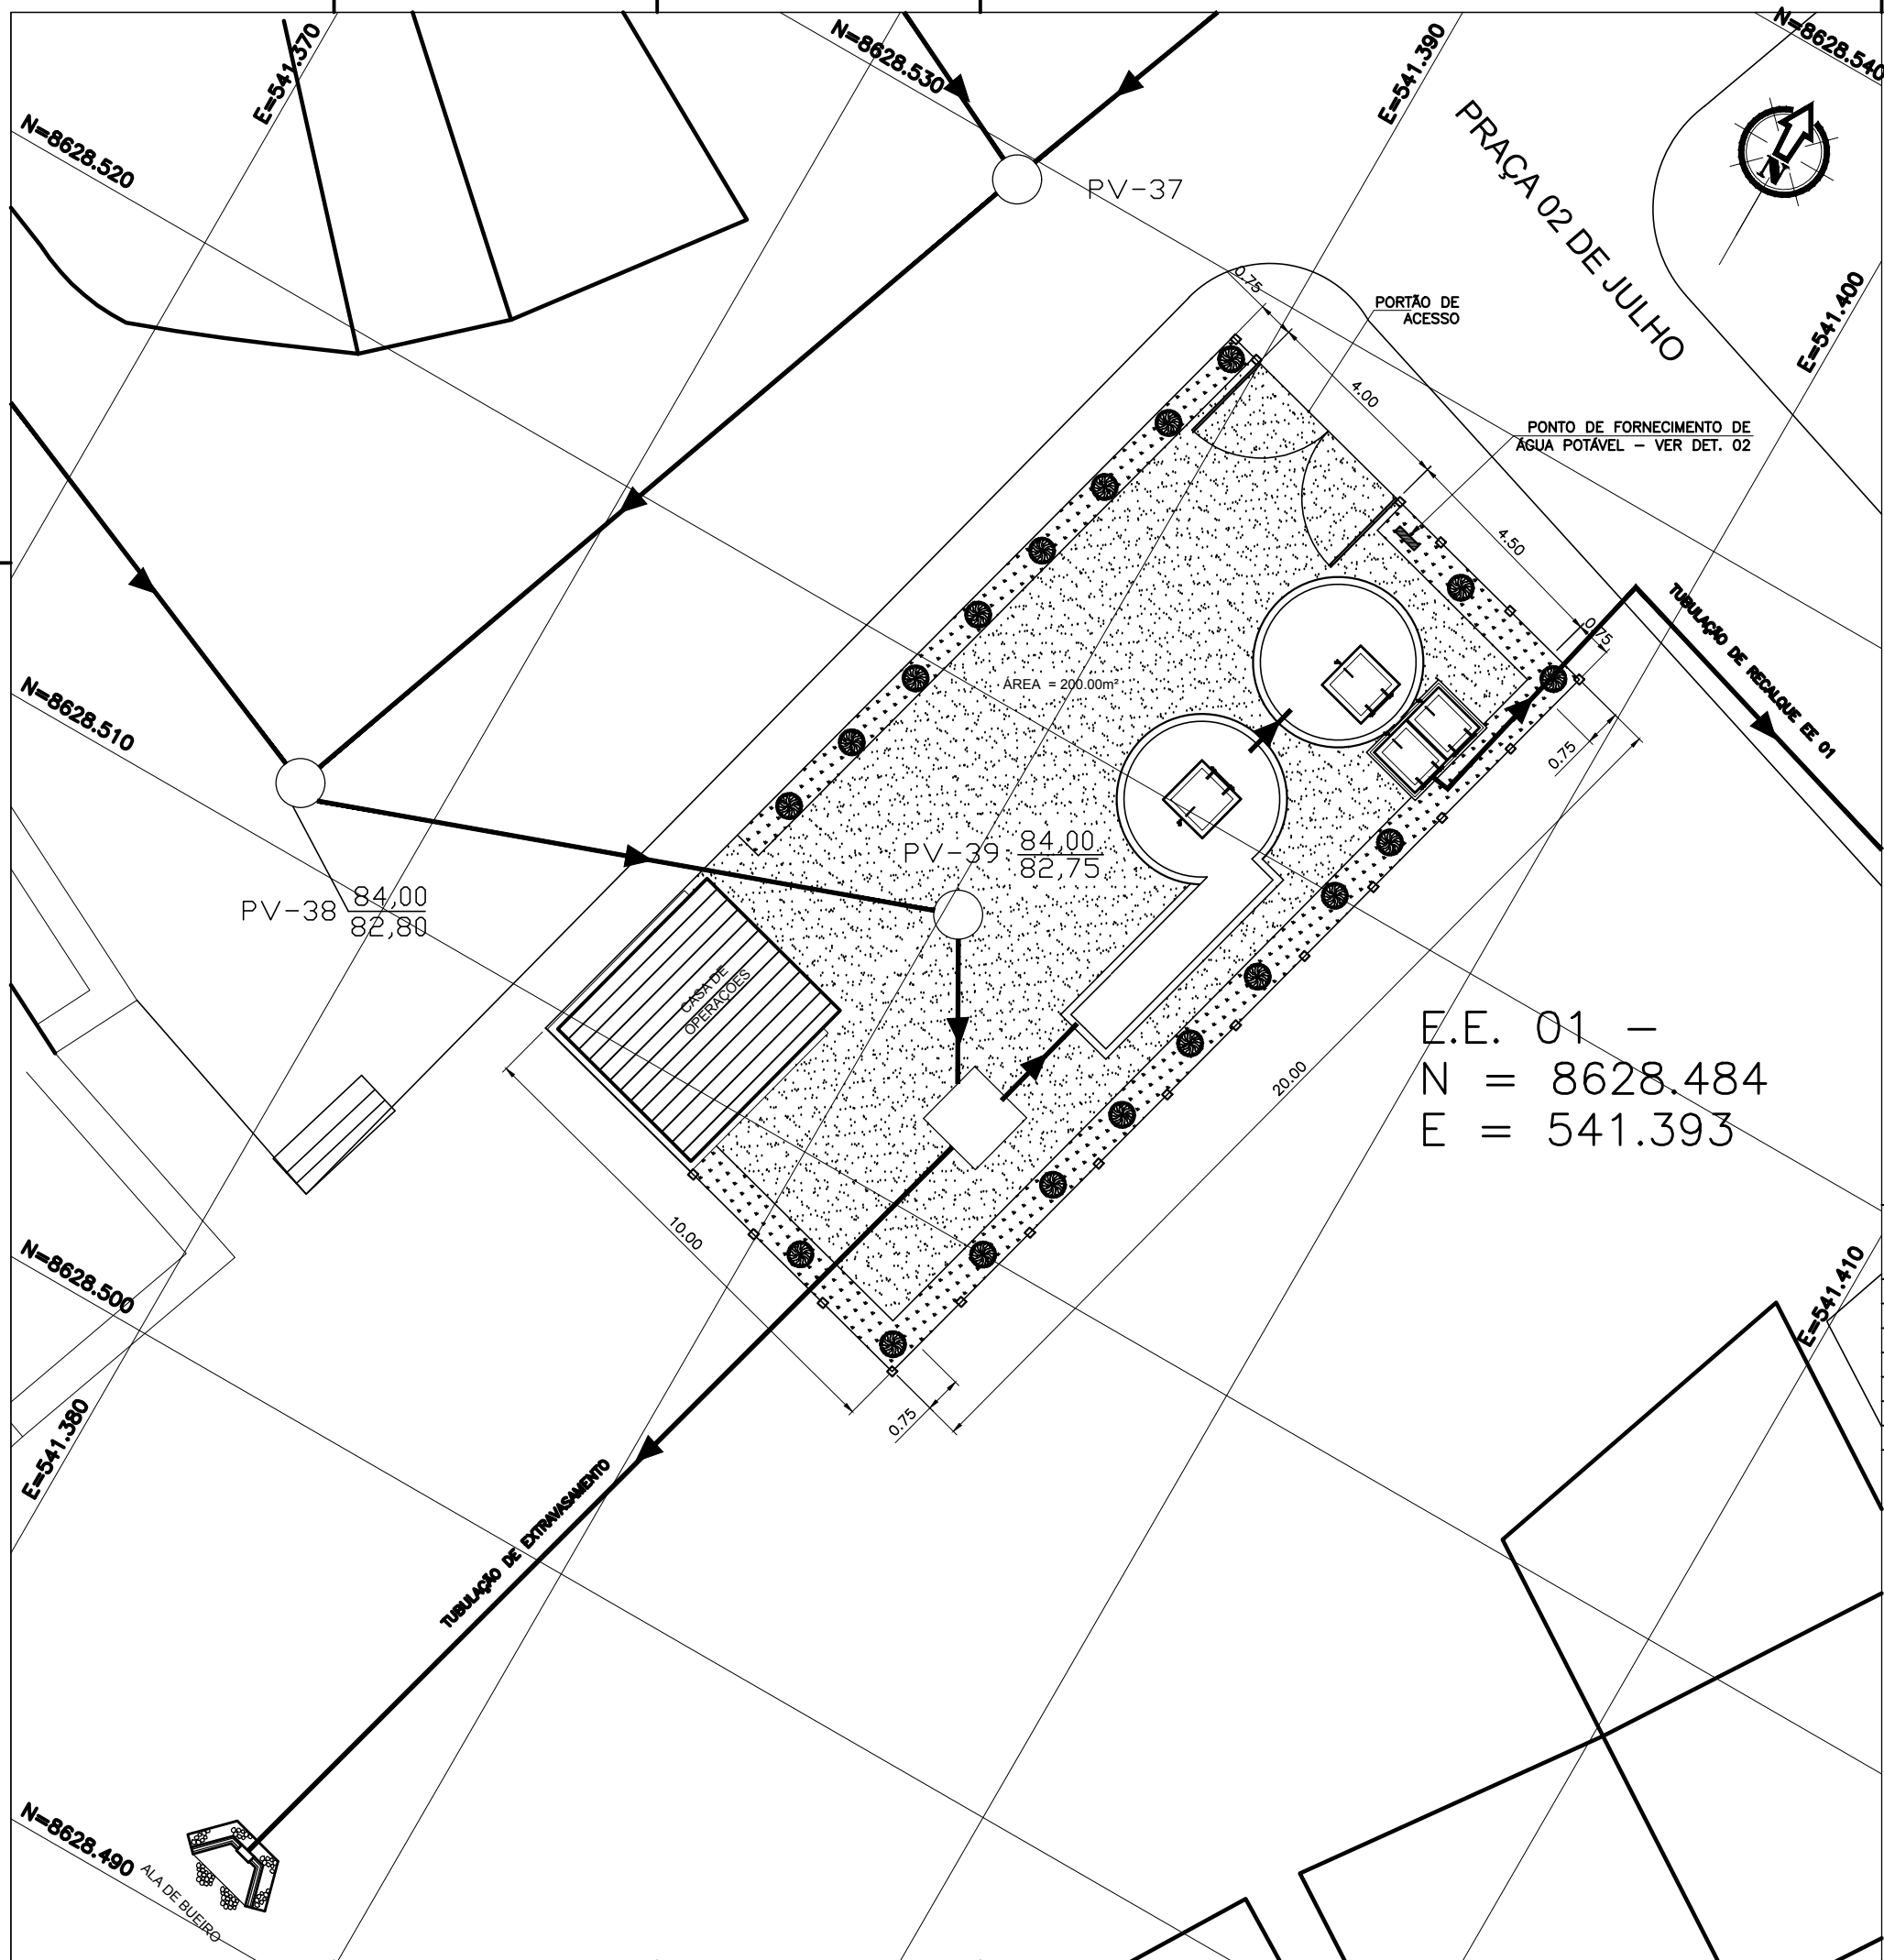 E=541.370
N=8628.530
E=541.390
N=8628.540
N=8628.520
PV-37
PRAÇA 02 DE JULHO
N
0.75
PORTÃO DE
ACESSO
E=541.400
4.00
PONTO DE FORNECIMENTO DE
ÁGUA POTÁVEL – VER DET. 02
4.50
TUBULAÇÃO DE RECALQUE EE 01
0.75
ÁREA = 200.00m²
N=8628.510
0.75
PV-39 84,00
82,75
PV-38 84,00
82,80
CASA DE
OPERAÇÕES
E.E. 01 –
N = 8628.484
E = 541.393
20.00
10.00
N=8628.500
E=541.410
0.75
E=541.380
TUBULAÇÃO DE EXTRAVASAMENTO
N=8628.490
ALA DE BUEIRO